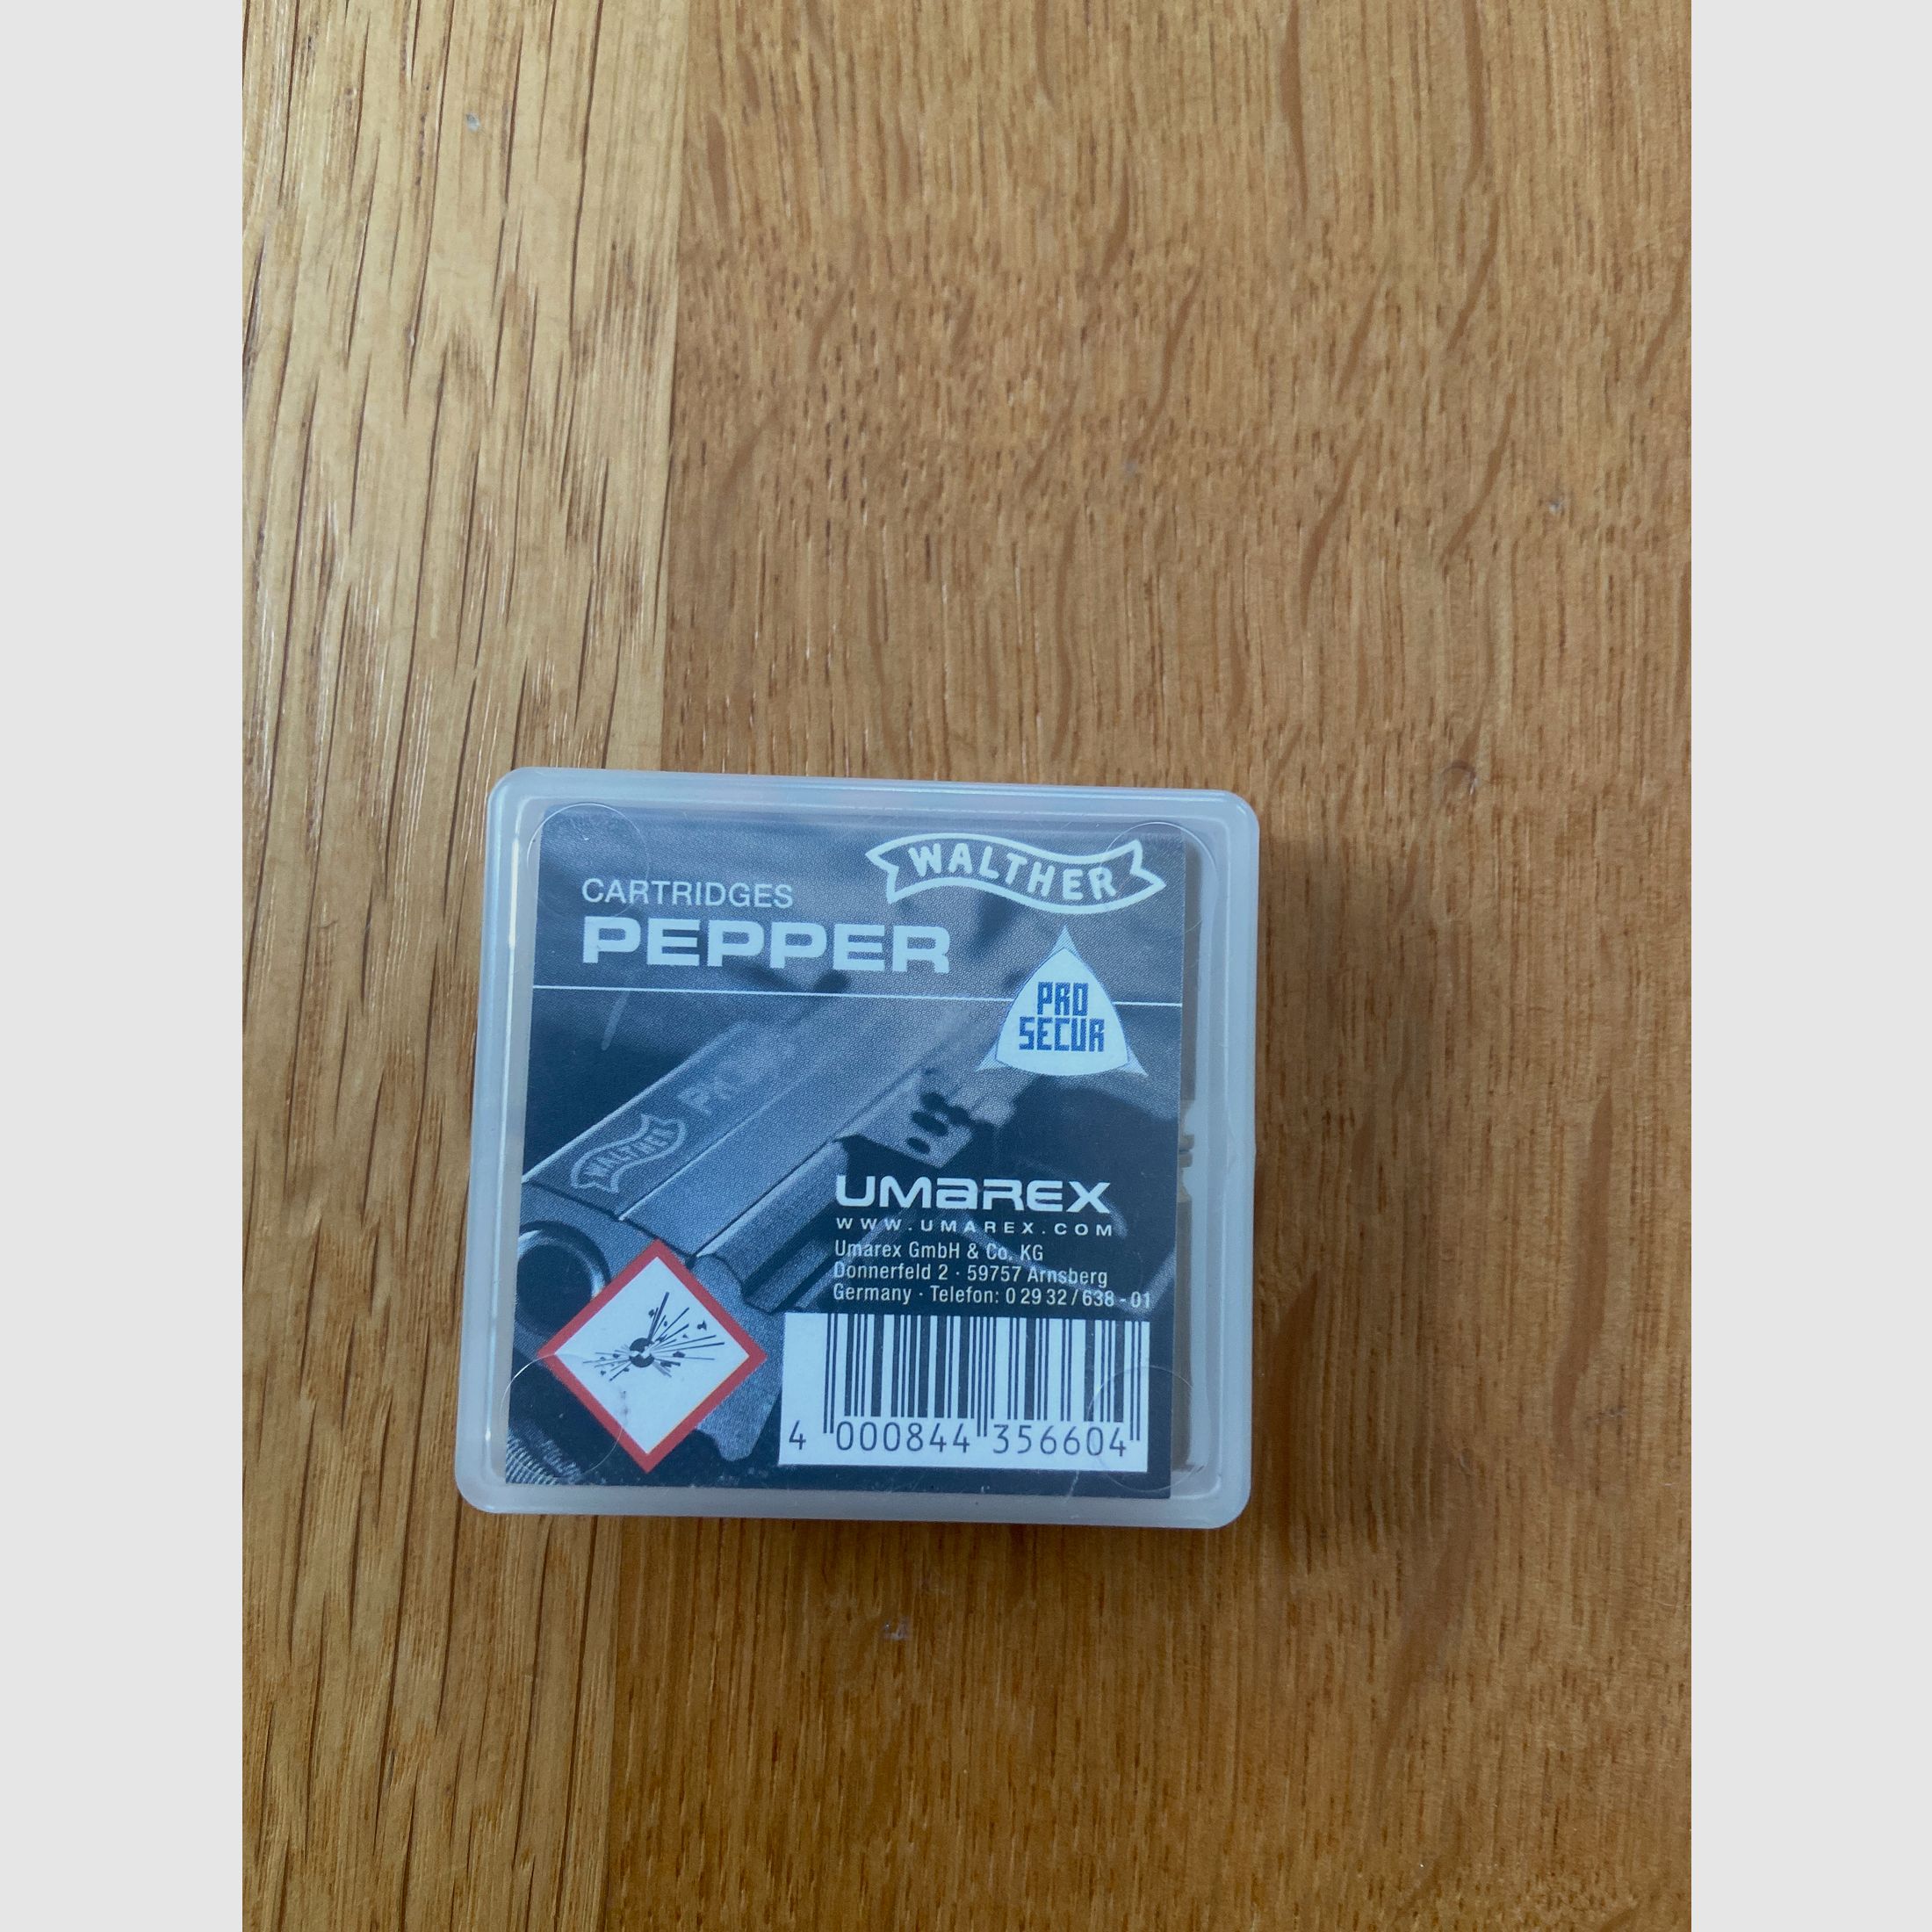 WALTHER
CARTRIDGES
PEPPER
PRO
SECUR
WALTHER
UMAREX
WWW.UMAREX.COM
Umarex GmbH & Co. KG
Donnerfeld 2 · 59757 Arnsberg
Germany · Telefon: 0 29 32 / 638 - 01
4 000844 356604